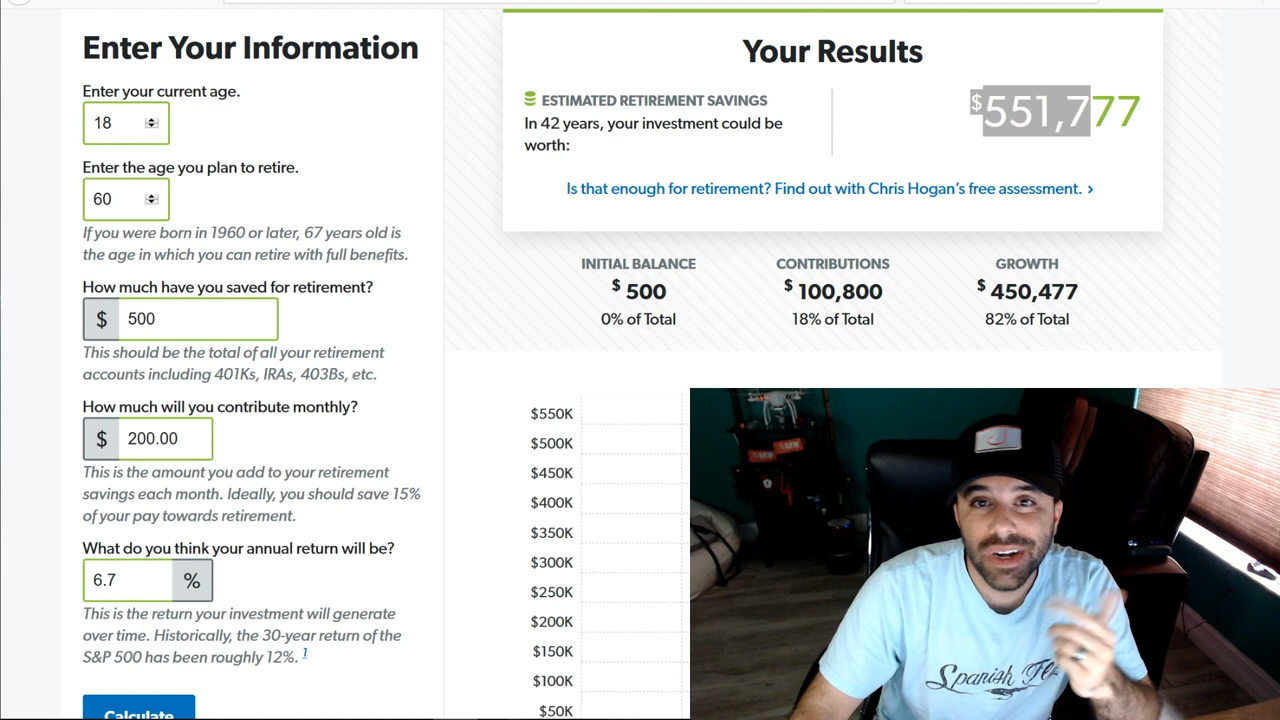 Enter Your Information
Enter your current age.
18
Enter the age you plan to retire.
60
If you were born in 1960 or later, 67 years old is
the age in which you can retire with full benefits.
How much have you saved for retirement?
$ 500
This should be the total of all your retirement
accounts including 401Ks, IRAs, 403Bs, etc.
How much will you contribute monthly?
$ 200.00
This is the amount you add to your retirement
savings each month. Ideally, you should save 15%
of your pay towards retirement.
What do you think your annual return will be?
6.7 %
This is the return your investment will generate
over time. Historically, the 30-year return of the
S&P 500 has been roughly 12%. 1
Calculate
Your Results
ESTIMATED RETIREMENT SAVINGS
In 42 years, your investment could be
worth:
$551,777
Is that enough for retirement? Find out with Chris Hogan's free assessment. ›
INITIAL BALANCE
$ 500
0% of Total
CONTRIBUTIONS
$ 100,800
18% of Total
GROWTH
$ 450,477
82% of Total
$550K
$500K
$450K
$400K
$350K
$300K
$250K
$200K
$150K
$100K
$50K
Spanish